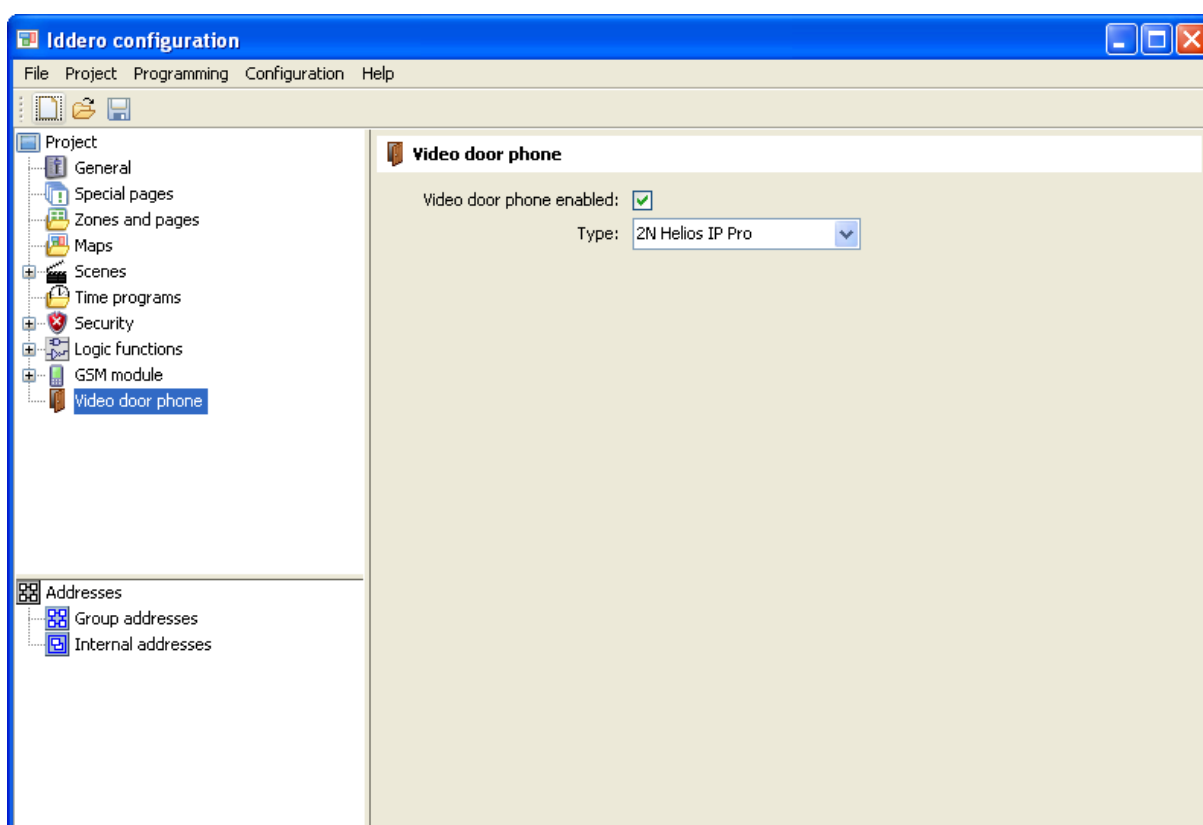 Iddero configuration
File Project Programming Configuration Help
Project
General
Special pages
Zones and pages
Maps
Scenes
Time programs
Security
Logic functions
GSM module
Video door phone
Addresses
Group addresses
Internal addresses
Video door phone
Video door phone enabled:
Type: 2N Helios IP Pro